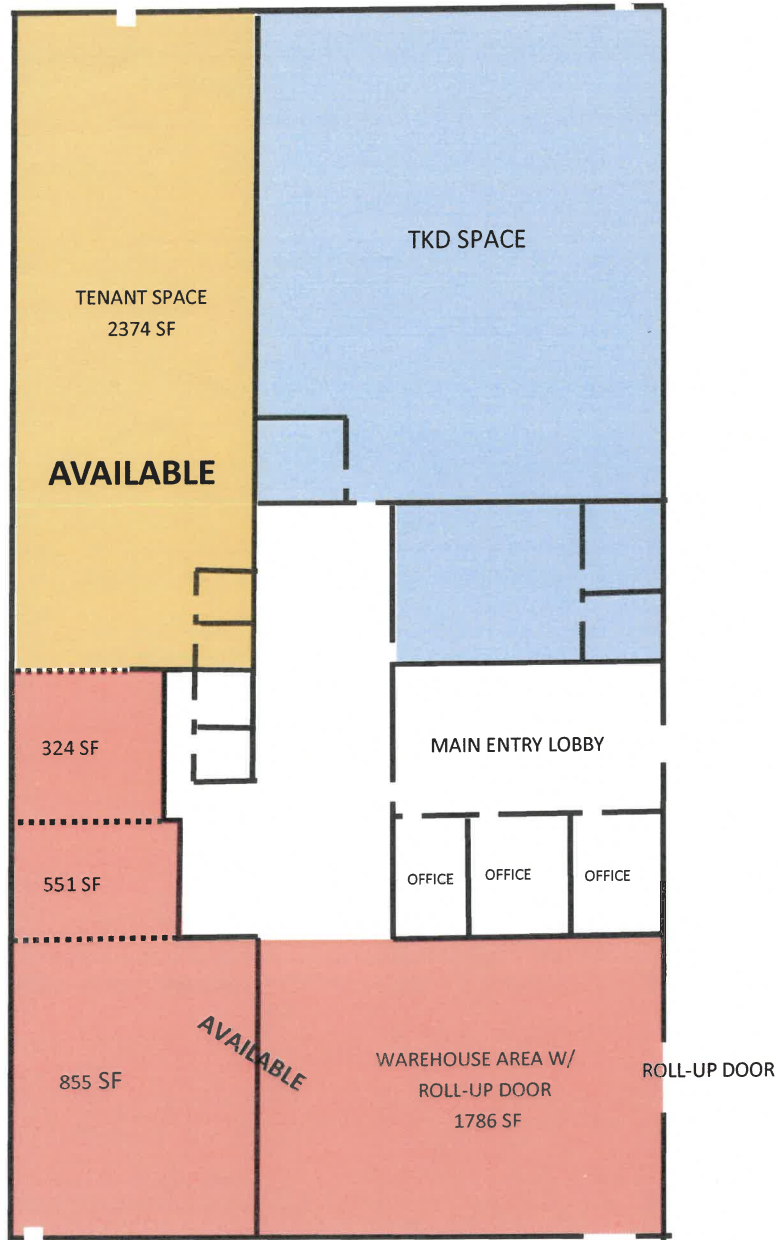 TKD SPACE
TENANT SPACE
2374 SF
AVAILABLE
324 SF
MAIN ENTRY LOBBY
551 SF
OFFICE
OFFICE
OFFICE
AVAILABLE
855 SF
WAREHOUSE AREA W/
ROLL-UP DOOR
1786 SF
ROLL-UP DOOR